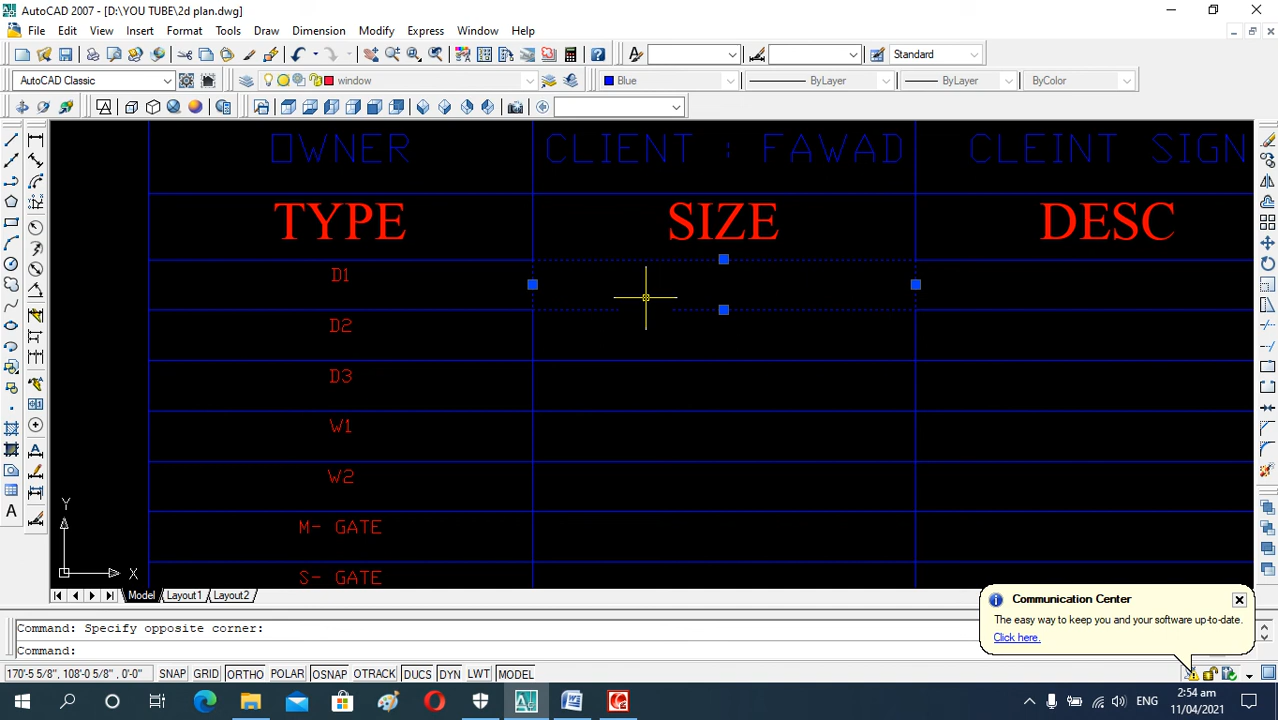 AutoCAD 2007 - [D:\YOU TUBE\2d plan.dwg]
File Edit View Insert Format Tools Draw Dimension Modify Express Window Help
Standard
AutoCAD Classic window Blue ByLayer ByLayer ByColor
OWNER CLIENT : FAWAD CLEINT SIGN
TYPE SIZE DESC
D1
D2
D3
W1
W2
M- GATE
S- GATE
Y
X
Model Layout1 Layout2
Communication Center
The easy way to keep you and your software up-to-date.
Click here.
Command: Specify opposite corner:
Command:
170'-5 5/8", 108'-0 5/8" , 0'-0" SNAP GRID ORTHO POLAR OSNAP OTRACK DUCS DYN LWT MODEL
ENG
2:54 am
11/04/2021